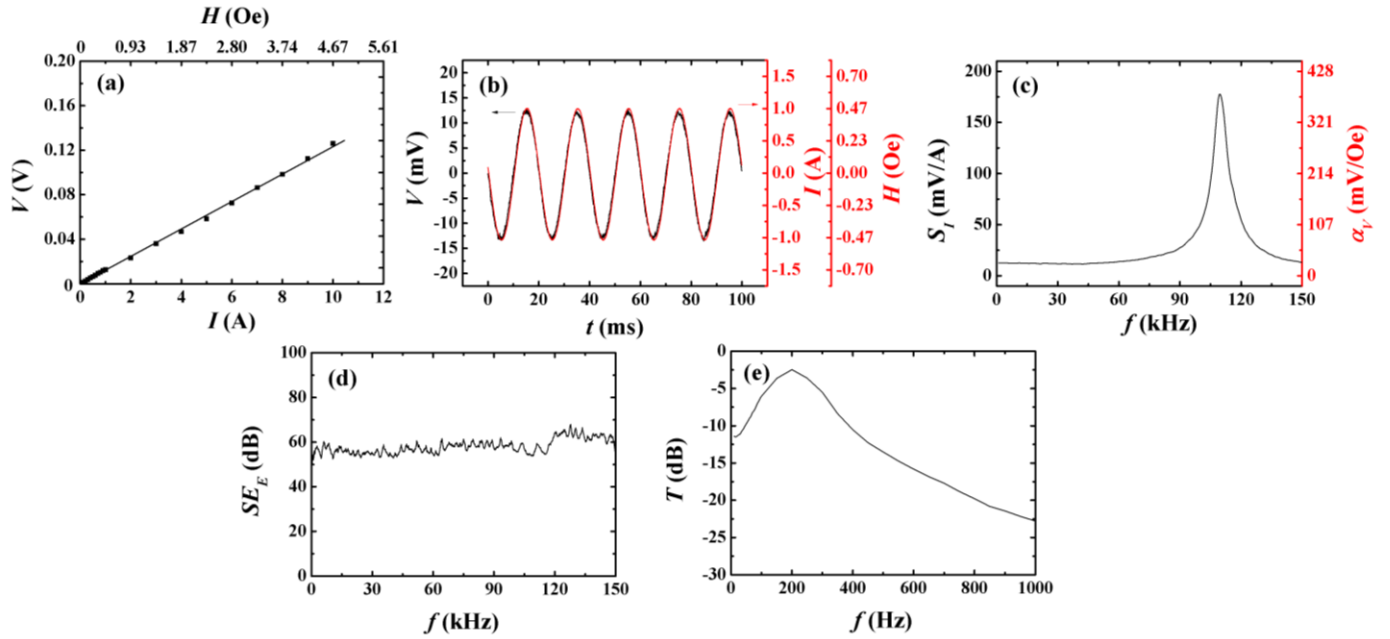 H (Oe)
0 0.93 1.87 2.80 3.74 4.67 5.61
(a)
V (V)
0.20
0.16
0.12
0.08
0.04
0
0 2 4 6 8 10 12
I (A)
(b)
V (mV)
20
15
10
5
0
-5
-10
-15
-20
0 20 40 60 80 100
t (ms)
1.5
1.0
0.5
0.0
-0.5
-1.0
-1.5
I (A)
0.70
0.47
0.23
0.00
-0.23
-0.47
-0.70
H (Oe)
(c)
S_I (mV/A)
200
150
100
50
0
0 30 60 90 120 150
f (kHz)
428
321
214
107
0
α_V (mV/Oe)
(d)
SE_E (dB)
100
80
60
40
20
0
0 30 60 90 120 150
f (kHz)
(e)
T (dB)
0
-5
-10
-15
-20
-25
-30
0 200 400 600 800 1000
f (Hz)